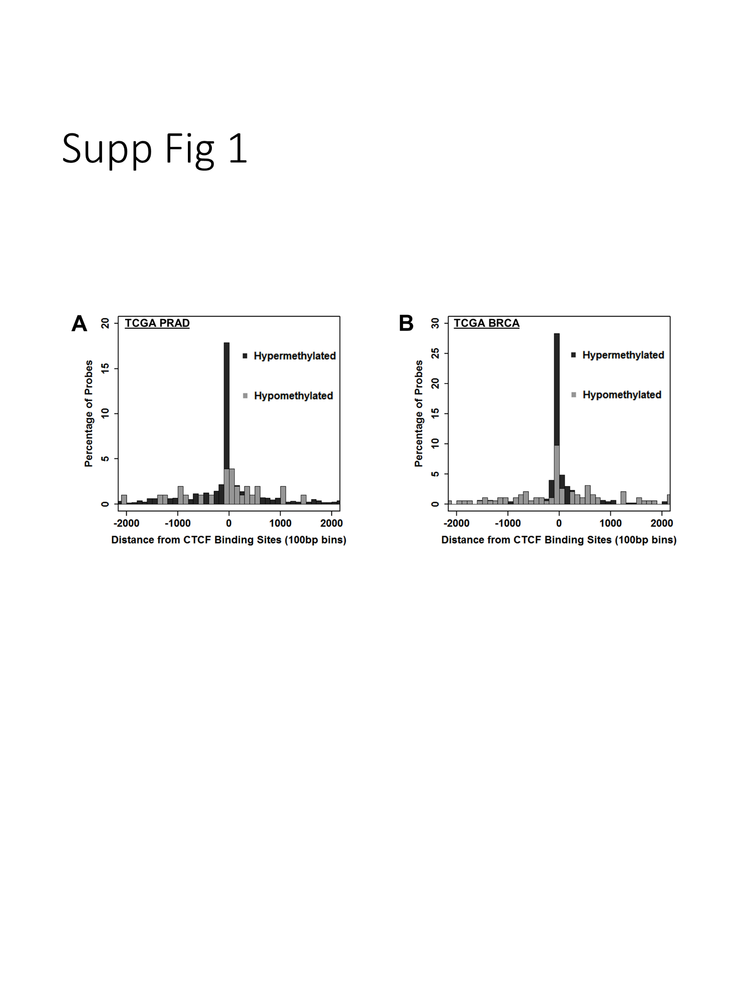 Supp Fig 1
A
TCGA PRAD
Hypermethylated
Hypomethylated
Percentage of Probes
20
15
10
5
0
-2000 -1000 0 1000 2000
Distance from CTCF Binding Sites (100bp bins)
B
TCGA BRCA
Hypermethylated
Hypomethylated
Percentage of Probes
30
25
20
15
10
5
0
-2000 -1000 0 1000 2000
Distance from CTCF Binding Sites (100bp bins)